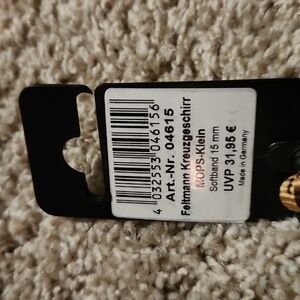 4 032553 046156
Art.-Nr. 04615
Feltmann Kreuzgeschirr
MOPS-Klein
Softband 15 mm
UVP 31,95 €
Made in Germany